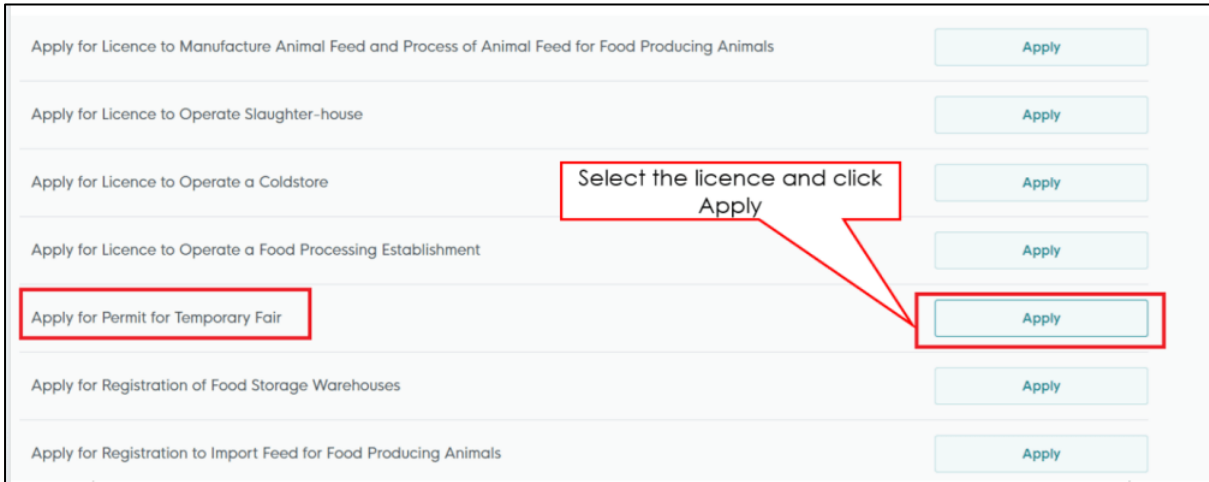 Apply for Licence to Manufacture Animal Feed and Process of Animal Feed for Food Producing Animals
Apply
Apply for Licence to Operate Slaughter-house
Apply
Apply for Licence to Operate a Coldstore
Select the licence and click
Apply
Apply
Apply for Licence to Operate a Food Processing Establishment
Apply
Apply for Permit for Temporary Fair
Apply
Apply for Registration of Food Storage Warehouses
Apply
Apply for Registration to Import Feed for Food Producing Animals
Apply